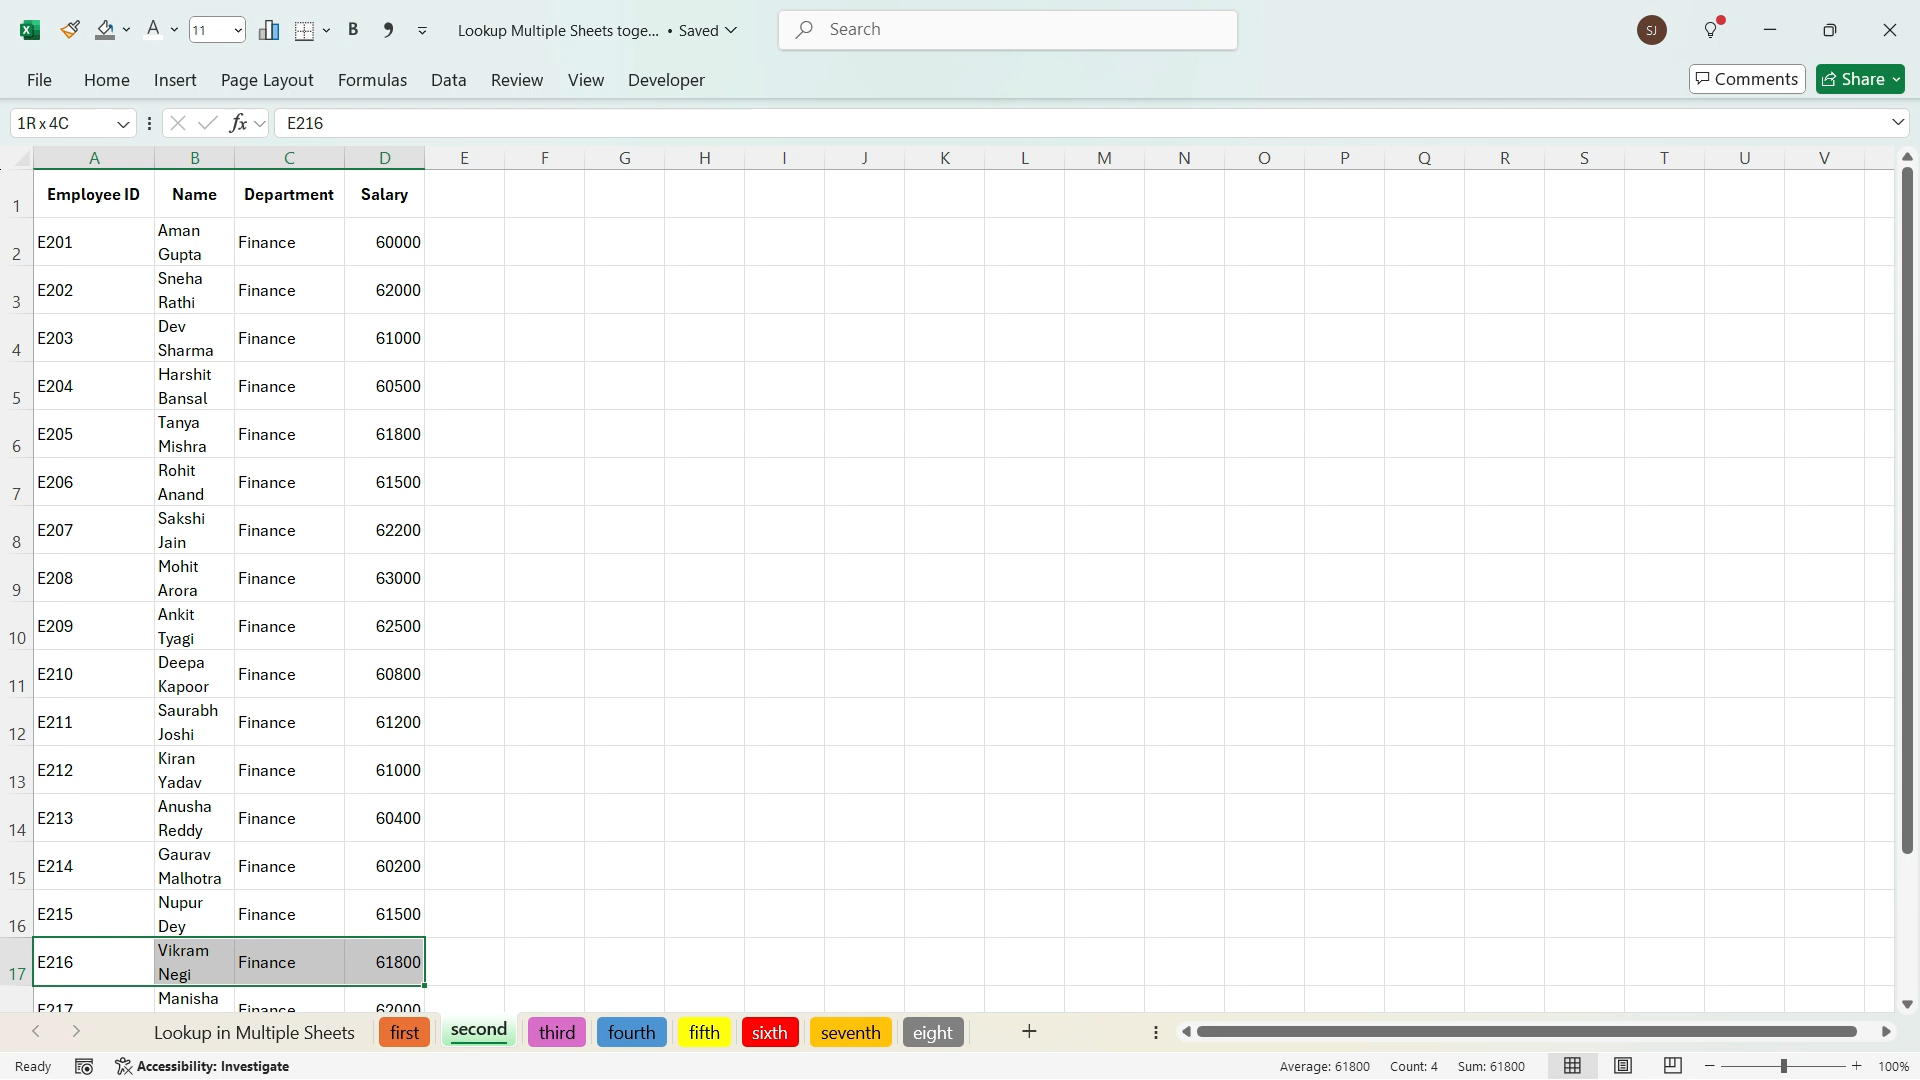 A 11 B Lookup Multiple Sheets toge... • Saved Search SJ
File Home Insert Page Layout Formulas Data Review View Developer Comments Share
1R x 4C fx E216
A B C D E F G H I J K L M N O P Q R S T U V
1 Employee ID Name Department Salary
2 E201 Aman Gupta Finance 60000
3 E202 Sneha Rathi Finance 62000
4 E203 Dev Sharma Finance 61000
5 E204 Harshit Bansal Finance 60500
6 E205 Tanya Mishra Finance 61800
7 E206 Rohit Anand Finance 61500
8 E207 Sakshi Jain Finance 62200
9 E208 Mohit Arora Finance 63000
10 E209 Ankit Tyagi Finance 62500
11 E210 Deepa Kapoor Finance 60800
12 E211 Saurabh Joshi Finance 61200
13 E212 Kiran Yadav Finance 61000
14 E213 Anusha Reddy Finance 60400
15 E214 Gaurav Malhotra Finance 60200
16 E215 Nupur Dey Finance 61500
17 E216 Vikram Negi Finance 61800
E217 Manisha Finance 62000
Lookup in Multiple Sheets first second third fourth fifth sixth seventh eight
Ready Accessibility: Investigate Average: 61800 Count: 4 Sum: 61800 100%